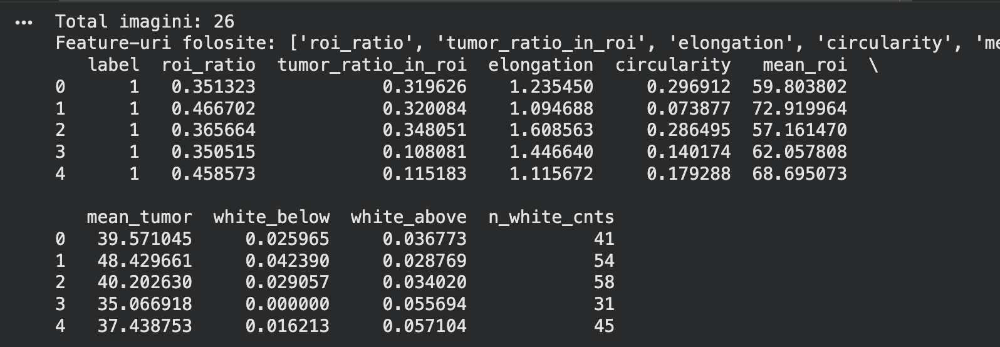 Total imagini: 26
Feature-uri folosite: ['roi_ratio', 'tumor_ratio_in_roi', 'elongation', 'circularity', 'me
label roi_ratio tumor_ratio_in_roi elongation circularity mean_roi \
0 1 0.351323 0.319626 1.235450 0.296912 59.803802
1 1 0.466702 0.320084 1.094688 0.073877 72.919964
2 1 0.365664 0.348051 1.608563 0.286495 57.161470
3 1 0.350515 0.108081 1.446640 0.140174 62.057808
4 1 0.458573 0.115183 1.115672 0.179288 68.695073
mean_tumor white_below white_above n_white_cnts
0 39.571045 0.025965 0.036773 41
1 48.429661 0.042390 0.028769 54
2 40.202630 0.029057 0.034020 58
3 35.066918 0.000000 0.055694 31
4 37.438753 0.016213 0.057104 45